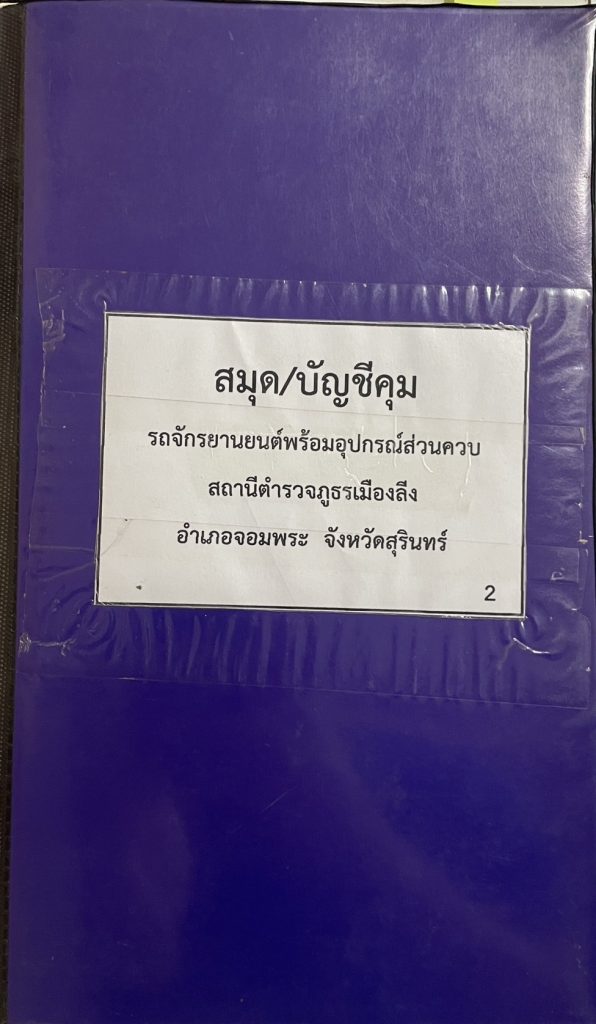 สมุด/บัญชีคุม
รถจักรยานยนต์พร้อมอุปกรณ์ส่วนควบ
สถานีตำรวจภูธรเมืองลีง
อำเภอจอมพระ จังหวัดสุรินทร์
2